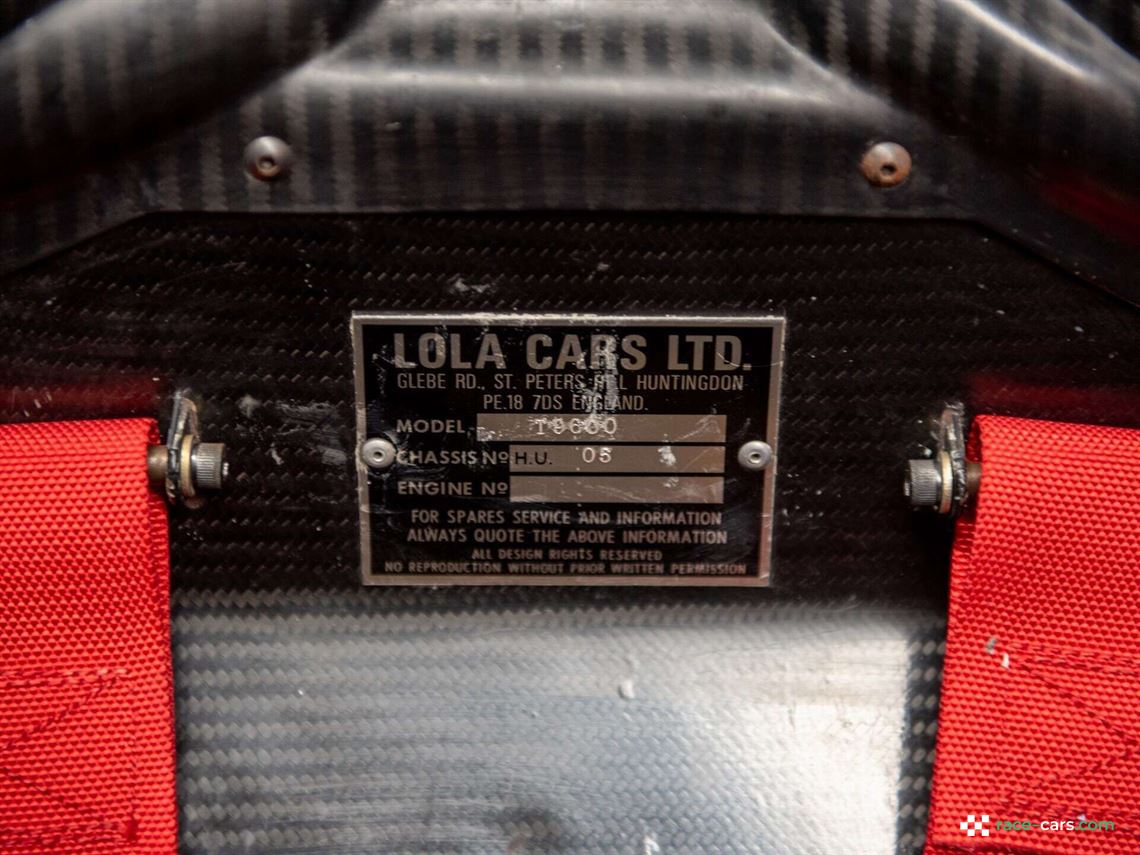 LOLA CARS LTD.
GLEBE RD., ST. PETERS HILL HUNTINGDON
PE.18 7DS ENGLAND.
MODEL T9600
CHASSIS Nº H.U. 05
ENGINE Nº
FOR SPARES SERVICE AND INFORMATION
ALWAYS QUOTE THE ABOVE INFORMATION
ALL DESIGN RIGHTS RESERVED
NO REPRODUCTION WITHOUT PRIOR WRITTEN PERMISSION
race-cars.com